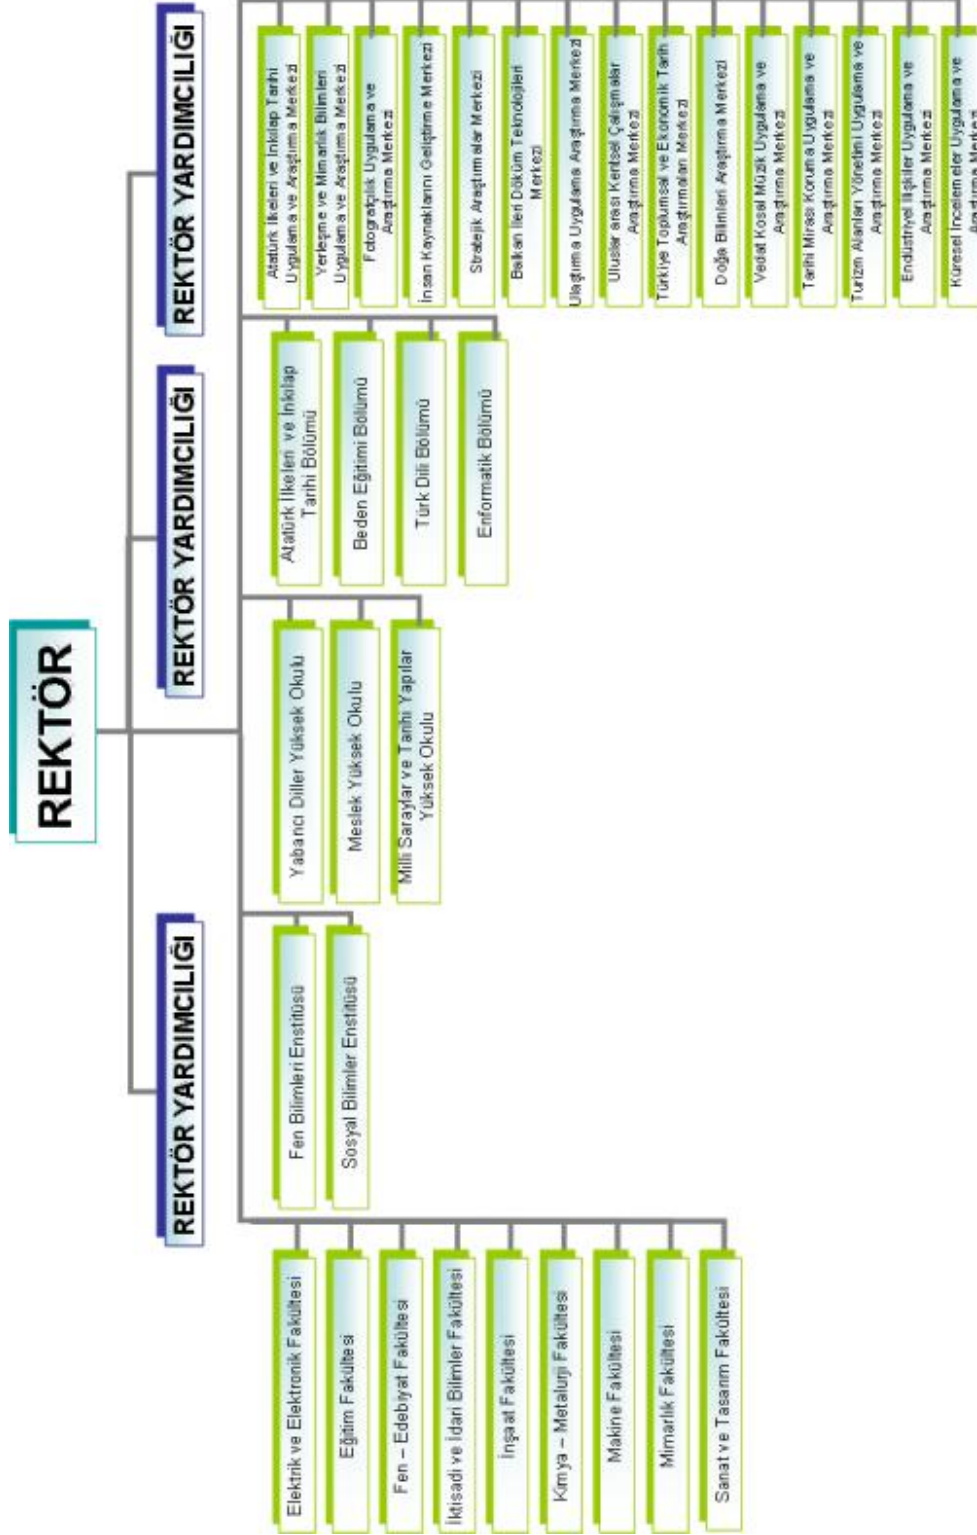 REKTÖR
REKTÖR YARDIMCILIĞI
REKTÖR YARDIMCILIĞI
REKTÖR YARDIMCILIĞI
Elektrik ve Elektronik Fakültesi
Eğitim Fakültesi
Fen – Edebiyat Fakültesi
İktisadi ve İdari Bilimler Fakültesi
İnşaat Fakültesi
Kimya – Metalurji Fakültesi
Makine Fakültesi
Mimarlık Fakültesi
Sanat ve Tasarım Fakültesi
Fen Bilimleri Enstitüsü
Sosyal Bilimler Enstitüsü
Yabancı Diller Yüksek Okulu
Meslek Yüksek Okulu
Milli Saraylar ve Tarihi Yapılar
Yüksek Okulu
Atatürk İlkeleri ve İnkılap
Tarihi Bölümü
Beden Eğitimi Bölümü
Türk Dili Bölümü
Enformatik Bölümü
Atatürk İlkeleri ve İnkılap Tarihi
Uygulama ve Araştırma Merkezi
Yerleşme ve Mimarlık Bilimleri
Uygulama ve Araştırma Merkezi
Fotoğrafçılık Uygulama ve
Araştırma Merkezi
İnsan Kaynaklarını Geliştirme Merkezi
Stratejik Araştırmalar Merkezi
Balkan İleri Döküm Teknolojileri
Merkezi
Ulaştırma Uygulama Araştırma Merkezi
Uluslar arası Kentsel Çalışmalar
Araştırma Merkezi
Türkiye Toplumusal ve Ekonomik Tarih
Araştırmaları Merkezi
Doğa Bilimleri Araştırma Merkezi
Vedat Kosal Müzik Uygulama ve
Araştırma Merkezi
Tarihi Mirası Koruma Uygulama ve
Araştırma Merkezi
Turizm Alanları Yönetimi Uygulama ve
Araştırma Merkezi
Endüstriyel İlişkiler Uygulama ve
Araştırma Merkezi
Küresel İncelemeler Uygulama ve
Araştırma Merkezi